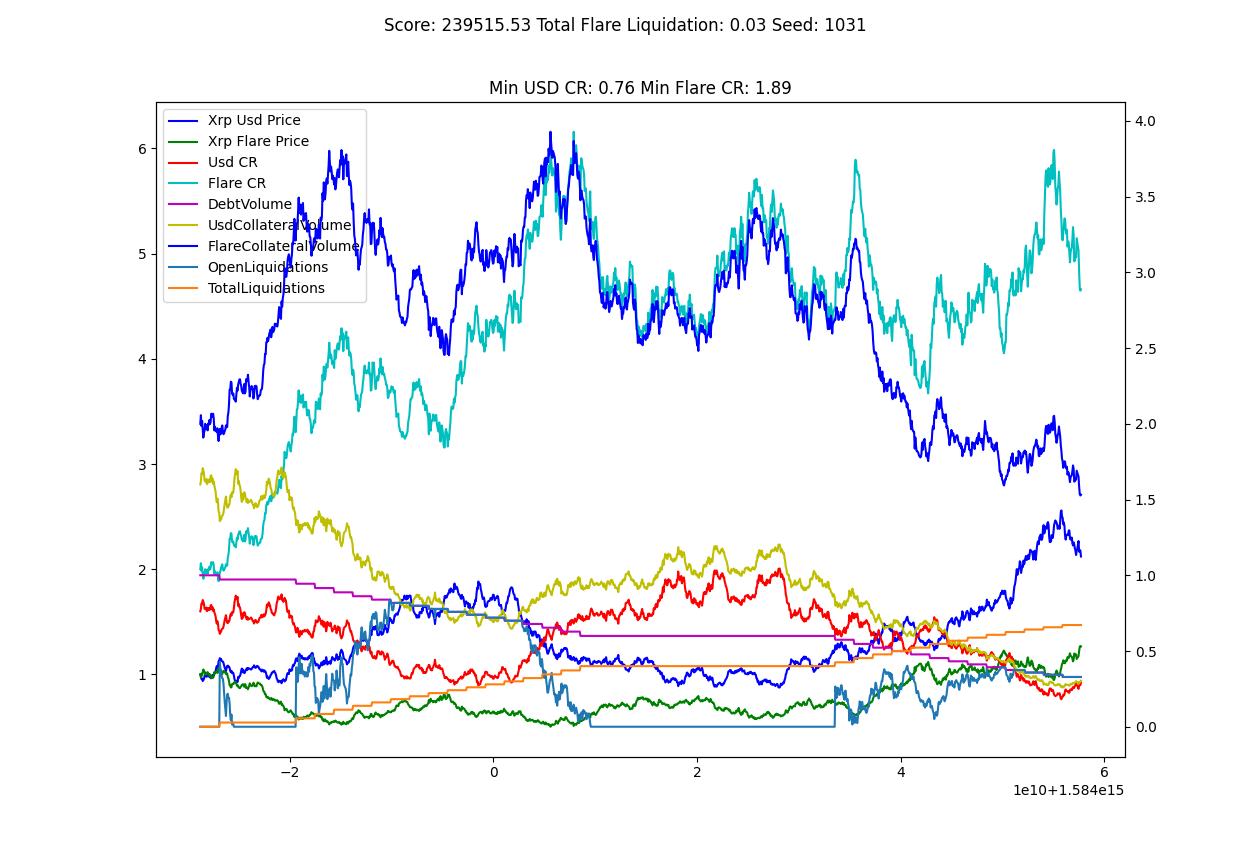 Score: 239515.53 Total Flare Liquidation: 0.03 Seed: 1031
Min USD CR: 0.76 Min Flare CR: 1.89
Xrp Usd Price
Xrp Flare Price
Usd CR
Flare CR
DebtVolume
UsdCollateralVolume
FlareCollateralVolume
OpenLiquidations
TotalLiquidations
6
5
4
3
2
1
4.0
3.5
3.0
2.5
2.0
1.5
1.0
0.5
0.0
−2 0 2 4 6
1e10+1.584e15